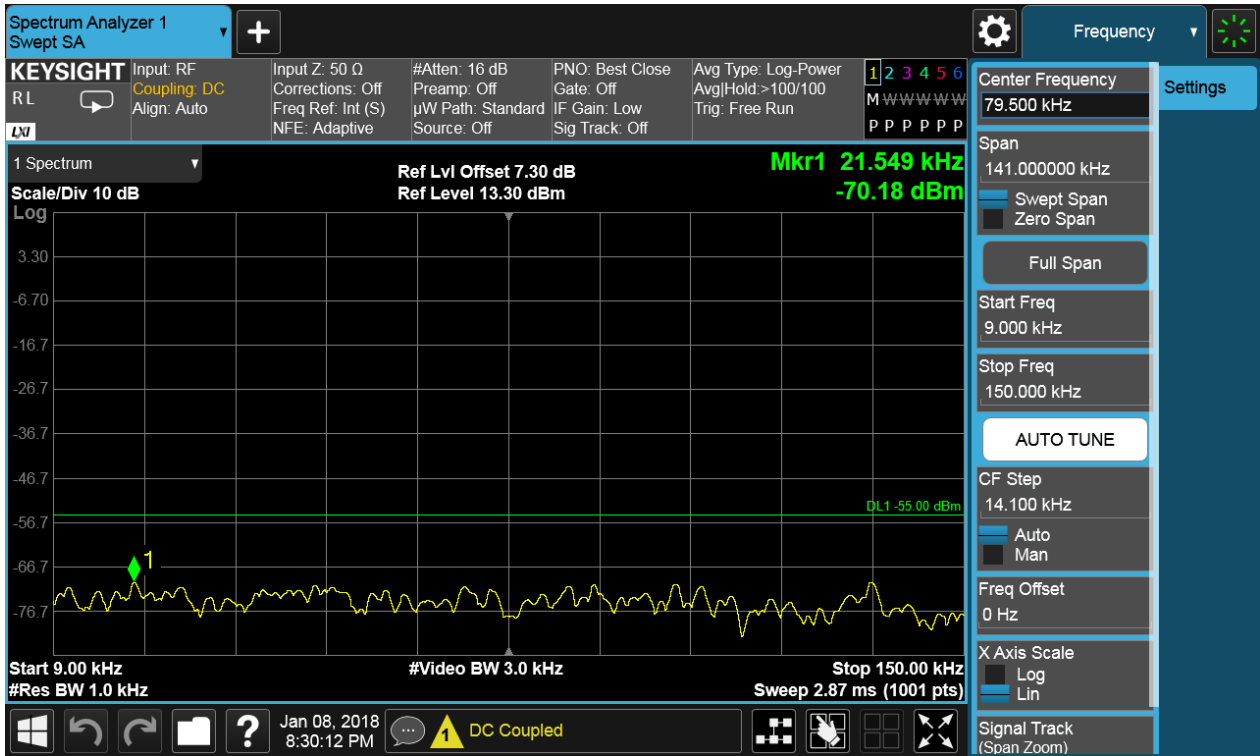 Spectrum Analyzer 1
Swept SA
+
Frequency
KEYSIGHT
R L
LXI
Input: RF
Coupling: DC
Align: Auto
Input Z: 50 Ω
Corrections: Off
Freq Ref: Int (S)
NFE: Adaptive
#Atten: 16 dB
Preamp: Off
µW Path: Standard
Source: Off
PNO: Best Close
Gate: Off
IF Gain: Low
Sig Track: Off
Avg Type: Log-Power
Avg|Hold:>100/100
Trig: Free Run
1 2 3 4 5 6
M W W W W W
P P P P P P
1 Spectrum
Scale/Div 10 dB
Ref Lvl Offset 7.30 dB
Ref Level 13.30 dBm
Mkr1 21.549 kHz
-70.18 dBm
Log
3.30
-6.70
-16.7
-26.7
-36.7
-46.7
-56.7
-66.7
-76.7
DL1 -55.00 dBm
1
Start 9.00 kHz
#Video BW 3.0 kHz
Stop 150.00 kHz
#Res BW 1.0 kHz
Sweep 2.87 ms (1001 pts)
?
Jan 08, 2018
8:30:12 PM
1
DC Coupled
Center Frequency
79.500 kHz
Span
141.000000 kHz
Swept Span
Zero Span
Full Span
Start Freq
9.000 kHz
Stop Freq
150.000 kHz
AUTO TUNE
CF Step
14.100 kHz
Auto
Man
Freq Offset
0 Hz
X Axis Scale
Log
Lin
Signal Track
(Span Zoom)
Settings